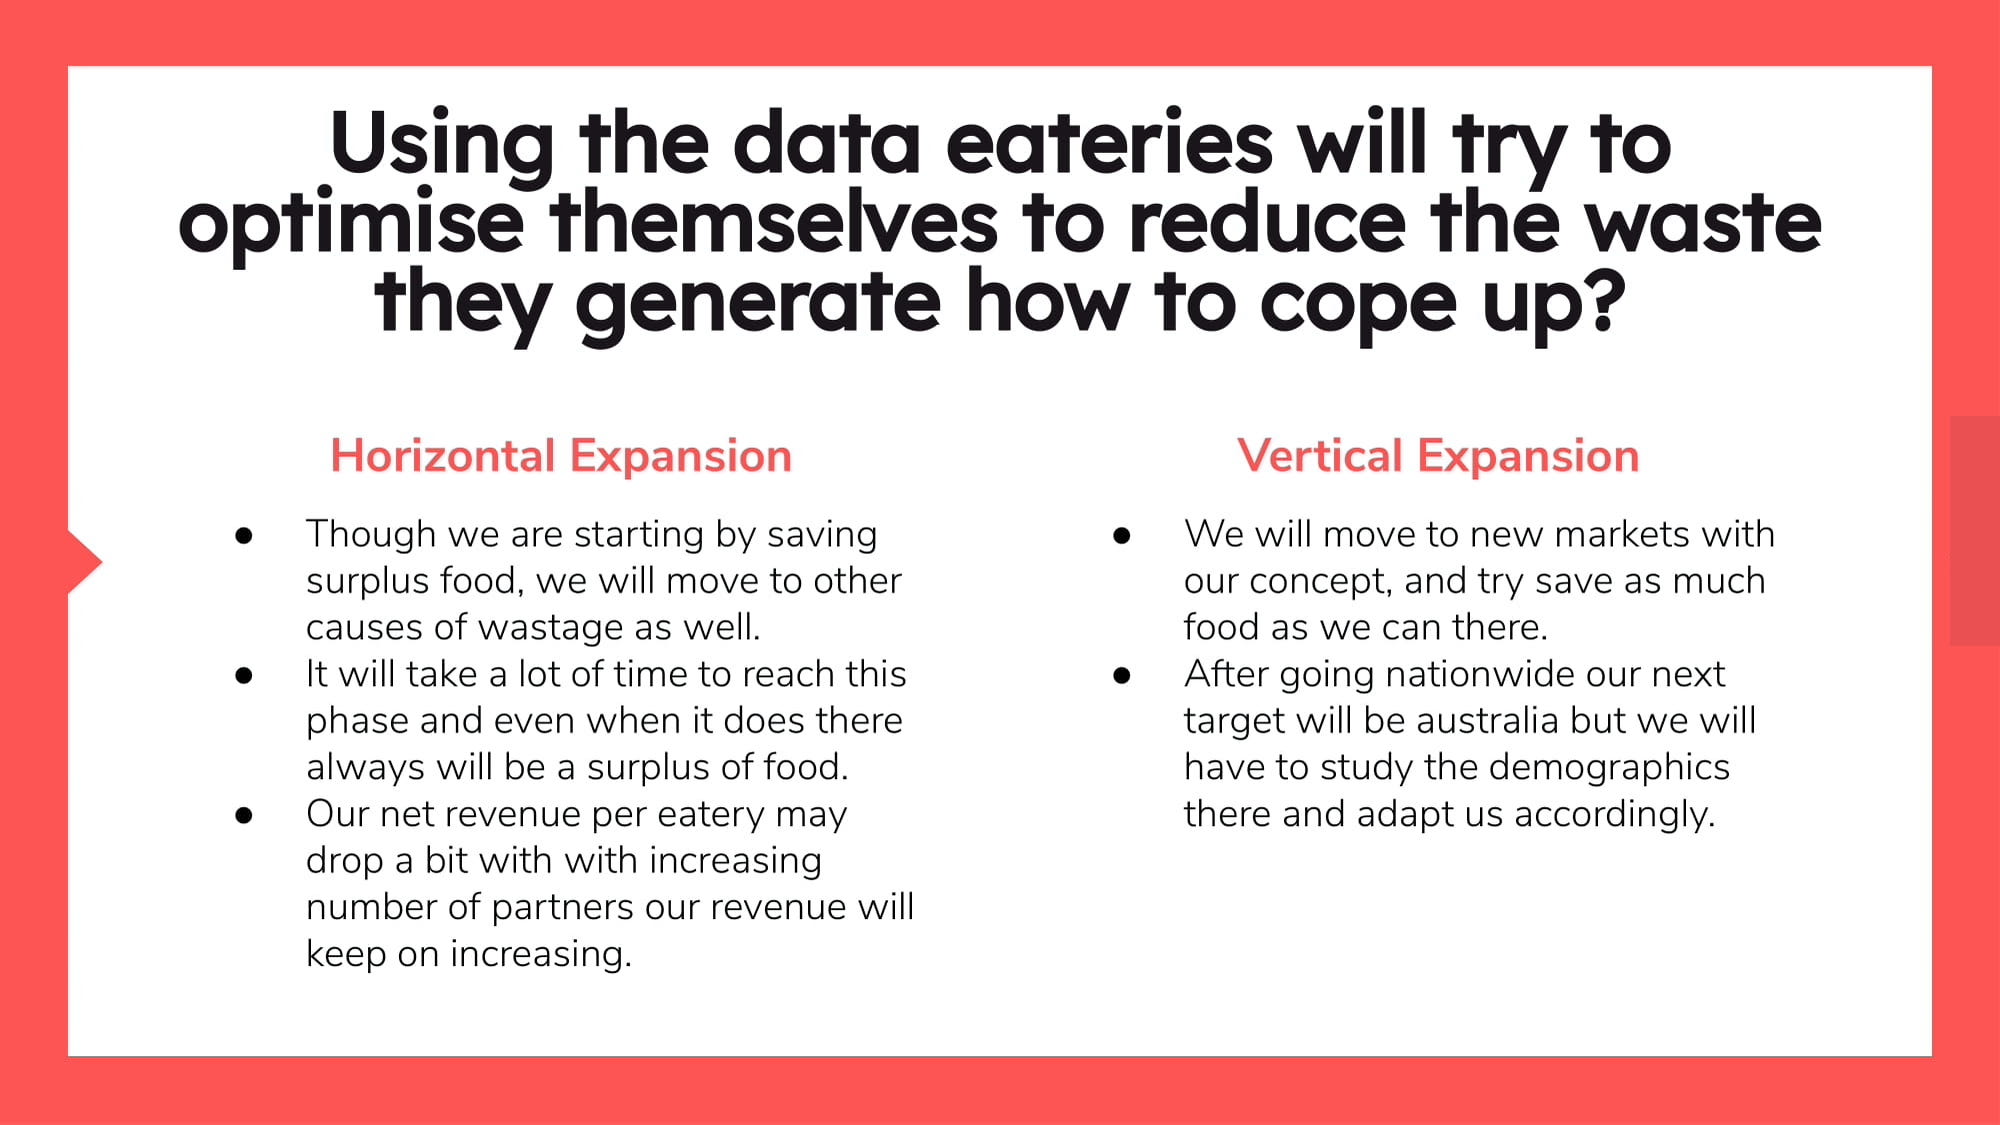 Using the data eateries will try to
optimise themselves to reduce the waste
they generate how to cope up?
Horizontal Expansion
● Though we are starting by saving
surplus food, we will move to other
causes of wastage as well.
● It will take a lot of time to reach this
phase and even when it does there
always will be a surplus of food.
● Our net revenue per eatery may
drop a bit with with increasing
number of partners our revenue will
keep on increasing.
Vertical Expansion
● We will move to new markets with
our concept, and try save as much
food as we can there.
● After going nationwide our next
target will be australia but we will
have to study the demographics
there and adapt us accordingly.